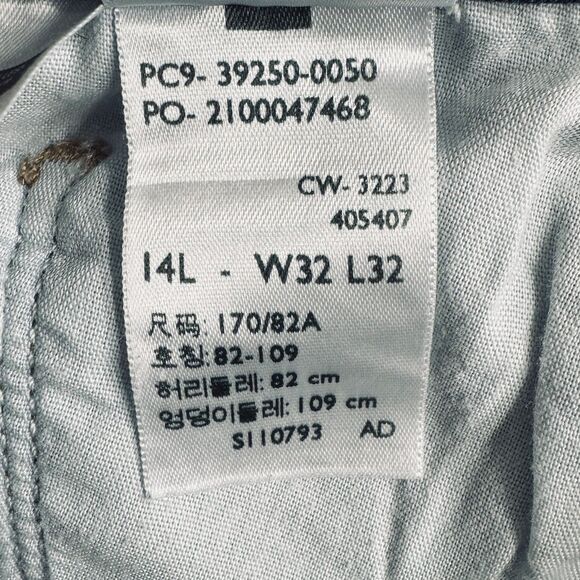 PC9- 39250-0050
PO- 2100047468
CW- 3223
405407
14L - W32 L32
尺码: 170/82A
호칭: 82-109
허리둘레: 82 cm
엉덩이둘레: 109 cm
S110793 AD